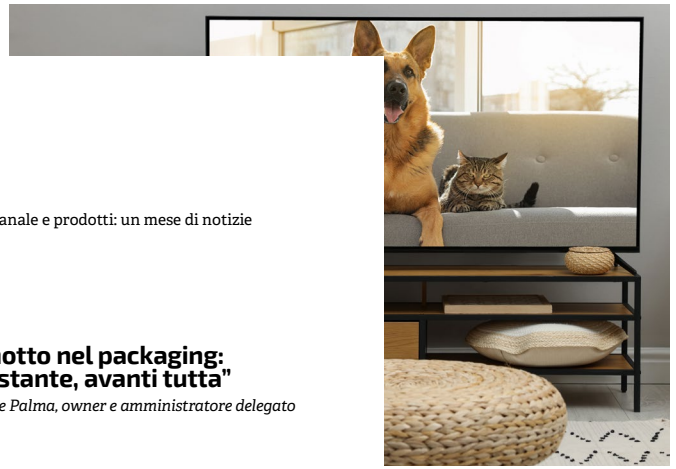 anale e prodotti: un mese di notizie
otto nel packaging:
stante, avanti tutta”
e Palma, owner e amministratore delegato